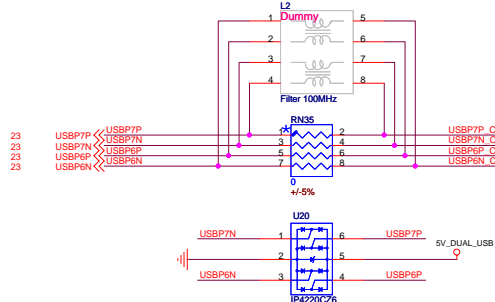 L2
Dummy
1 5
2 6
3 7
4 8
Filter 100MHz
RN35
23 USBP7P USBP7P 1 2 USBP7P_C
23 USBP7N USBP7N 3 4 USBP7N_C
23 USBP6P USBP6P 5 6 USBP6P_C
23 USBP6N USBP6N 7 8 USBP6N_C
0
+/-5%
U20
USBP7N 1 6 USBP7P
2 5 5V_DUAL_USB
USBP6N 3 4 USBP6P
IP4220CZ6